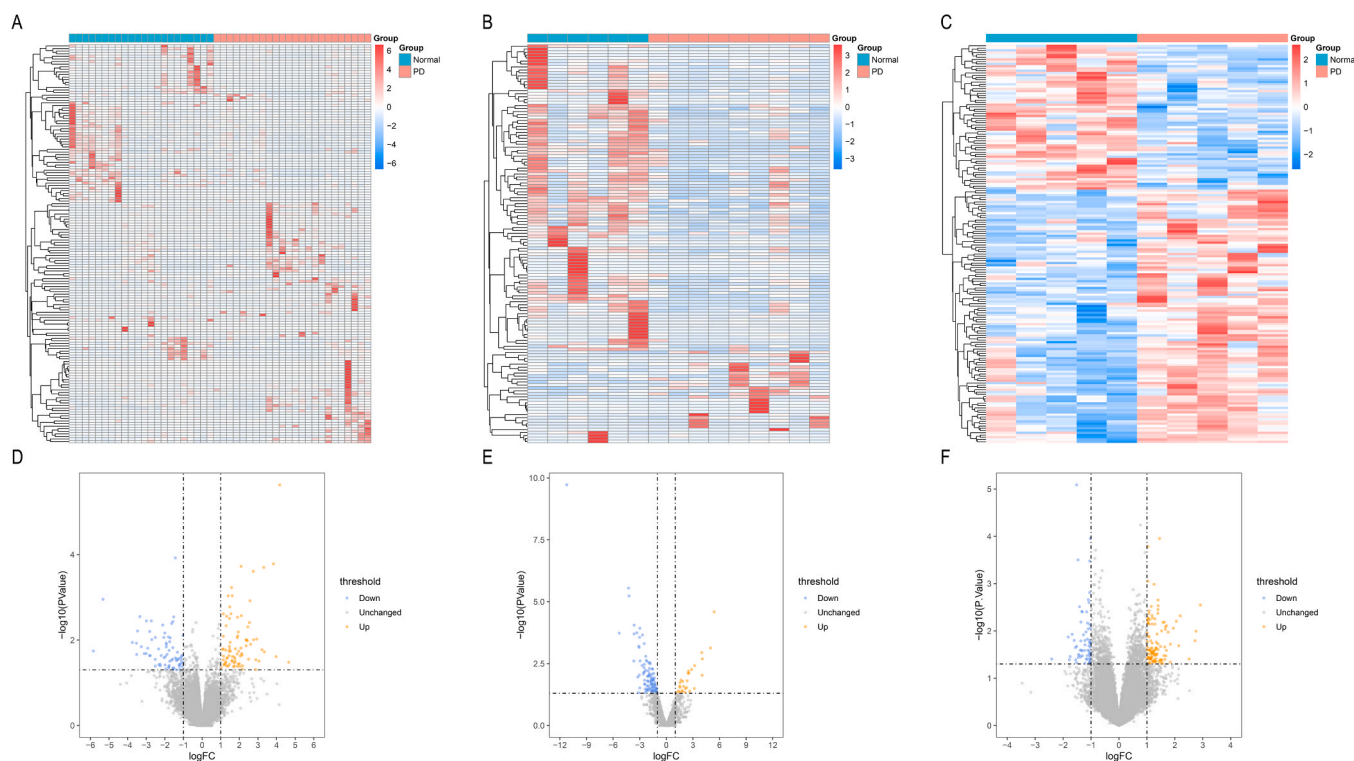 A
Group
6
4
2
0
−2
−4
−6
Group
Normal
PD
B
Group
3
2
1
0
−1
−2
−3
Group
Normal
PD
C
Group
2
1
0
−1
−2
Group
Normal
PD
D
−log10(PValue)
4
2
0
−6 −5 −4 −3 −2 −1 0 1 2 3 4 5 6
logFC
threshold
Down
Unchanged
Up
E
−log10(PValue)
10.0
7.5
5.0
2.5
0.0
−12 −9 −6 −3 0 3 6 9 12
logFC
threshold
Down
Unchanged
Up
F
−log10(P.Value)
5
4
3
2
1
0
−4 −3 −2 −1 0 1 2 3 4
logFC
threshold
Down
Unchanged
Up